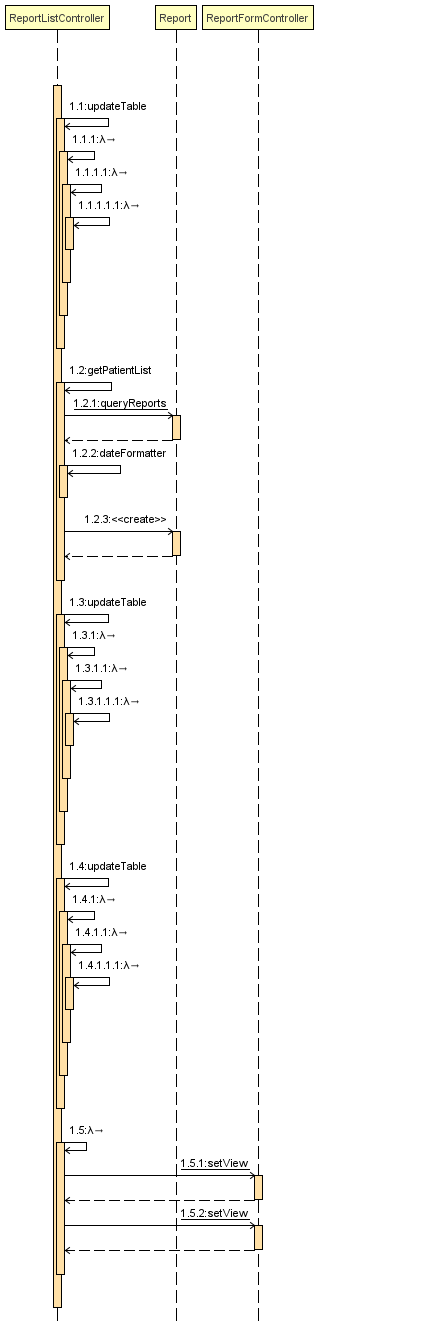 ReportListController Report ReportFormController
1.1:updateTable
1.1.1:λ→
1.1.1.1:λ→
1.1.1.1.1:λ→
1.2:getPatientList
1.2.1:queryReports
1.2.2:dateFormatter
1.2.3:<<create>>
1.3:updateTable
1.3.1:λ→
1.3.1.1:λ→
1.3.1.1.1:λ→
1.4:updateTable
1.4.1:λ→
1.4.1.1:λ→
1.4.1.1.1:λ→
1.5:λ→
1.5.1:setView
1.5.2:setView